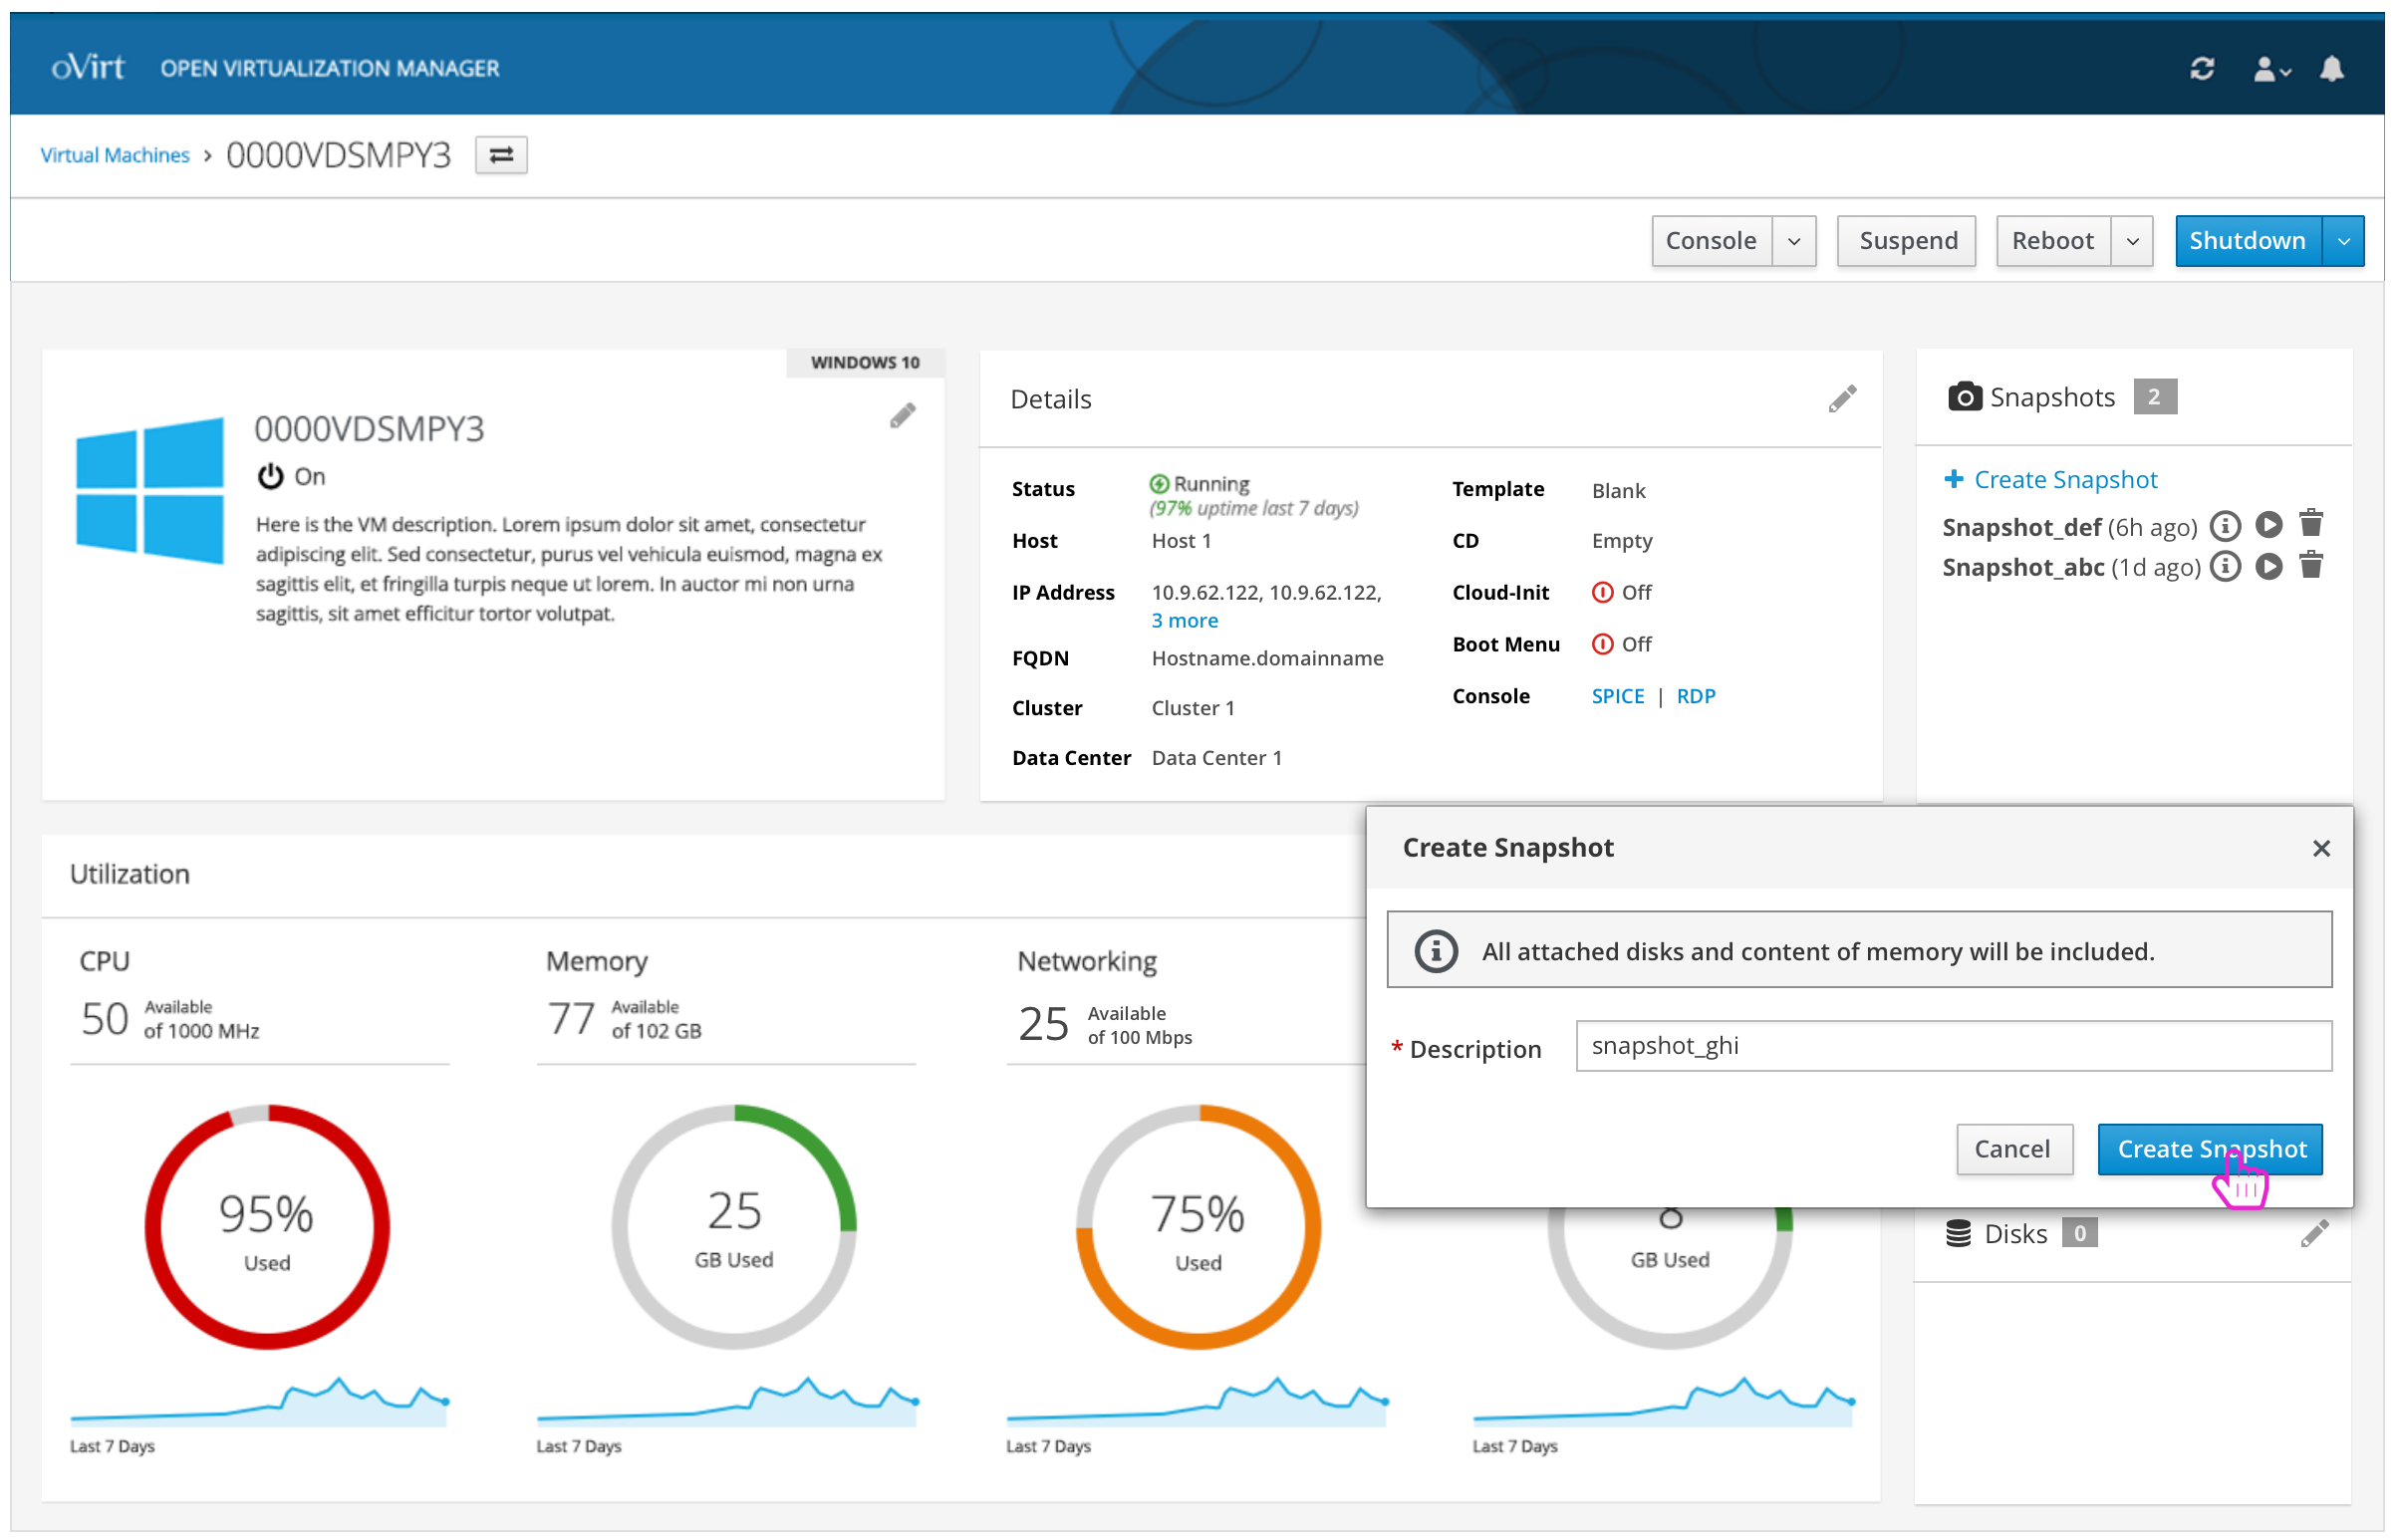 oVirt OPEN VIRTUALIZATION MANAGER
Virtual Machines > 0000VDSMPY3
Console Suspend Reboot Shutdown
WINDOWS 10
0000VDSMPY3
On
Here is the VM description. Lorem ipsum dolor sit amet, consectetur
adipiscing elit. Sed consectetur, purus vel vehicula euismod, magna ex
sagittis elit, et fringilla turpis neque ut lorem. In auctor mi non urna
sagittis, sit amet efficitur tortor volutpat.
Details
Status Running
(97% uptime last 7 days)
Host Host 1
IP Address 10.9.62.122, 10.9.62.122,
3 more
FQDN Hostname.domainname
Cluster Cluster 1
Data Center Data Center 1
Template Blank
CD Empty
Cloud-Init Off
Boot Menu Off
Console SPICE | RDP
Snapshots 2
+ Create Snapshot
Snapshot_def (6h ago)
Snapshot_abc (1d ago)
Utilization
CPU
50 Available
of 1000 MHz
95%
Used
Last 7 Days
Memory
77 Available
of 102 GB
25
GB Used
Last 7 Days
Networking
25 Available
of 100 Mbps
75%
Used
Last 7 Days
8
GB Used
Last 7 Days
Create Snapshot ×
All attached disks and content of memory will be included.
* Description snapshot_ghi
Cancel Create Snapshot
Disks 0